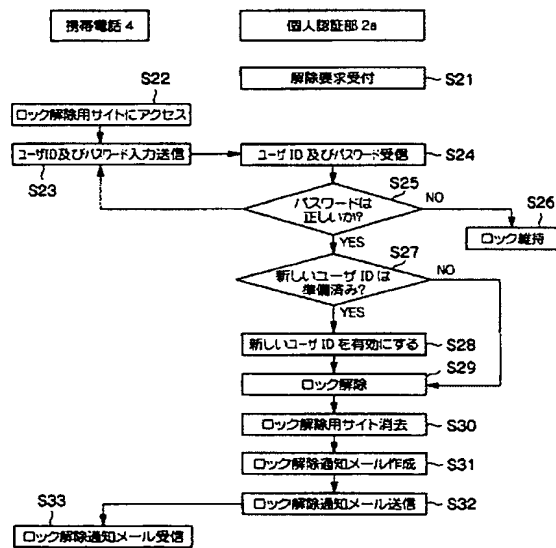 携帯電話 4
個人認証部 2a
解除要求受付
S21
S22
ロック解除用サイトにアクセス
ユーザID及びパスワード入力送信
S23
ユーザID及びパスワード受信
S24
S25
パスワードは
正しいか?
NO
S26
ロック維持
YES
S27
新しいユーザIDは
準備済み?
NO
YES
新しいユーザIDを有効にする
S28
S29
ロック解除
ロック解除用サイト消去
S30
ロック解除通知メール作成
S31
ロック解除通知メール送信
S32
S33
ロック解除通知メール受信